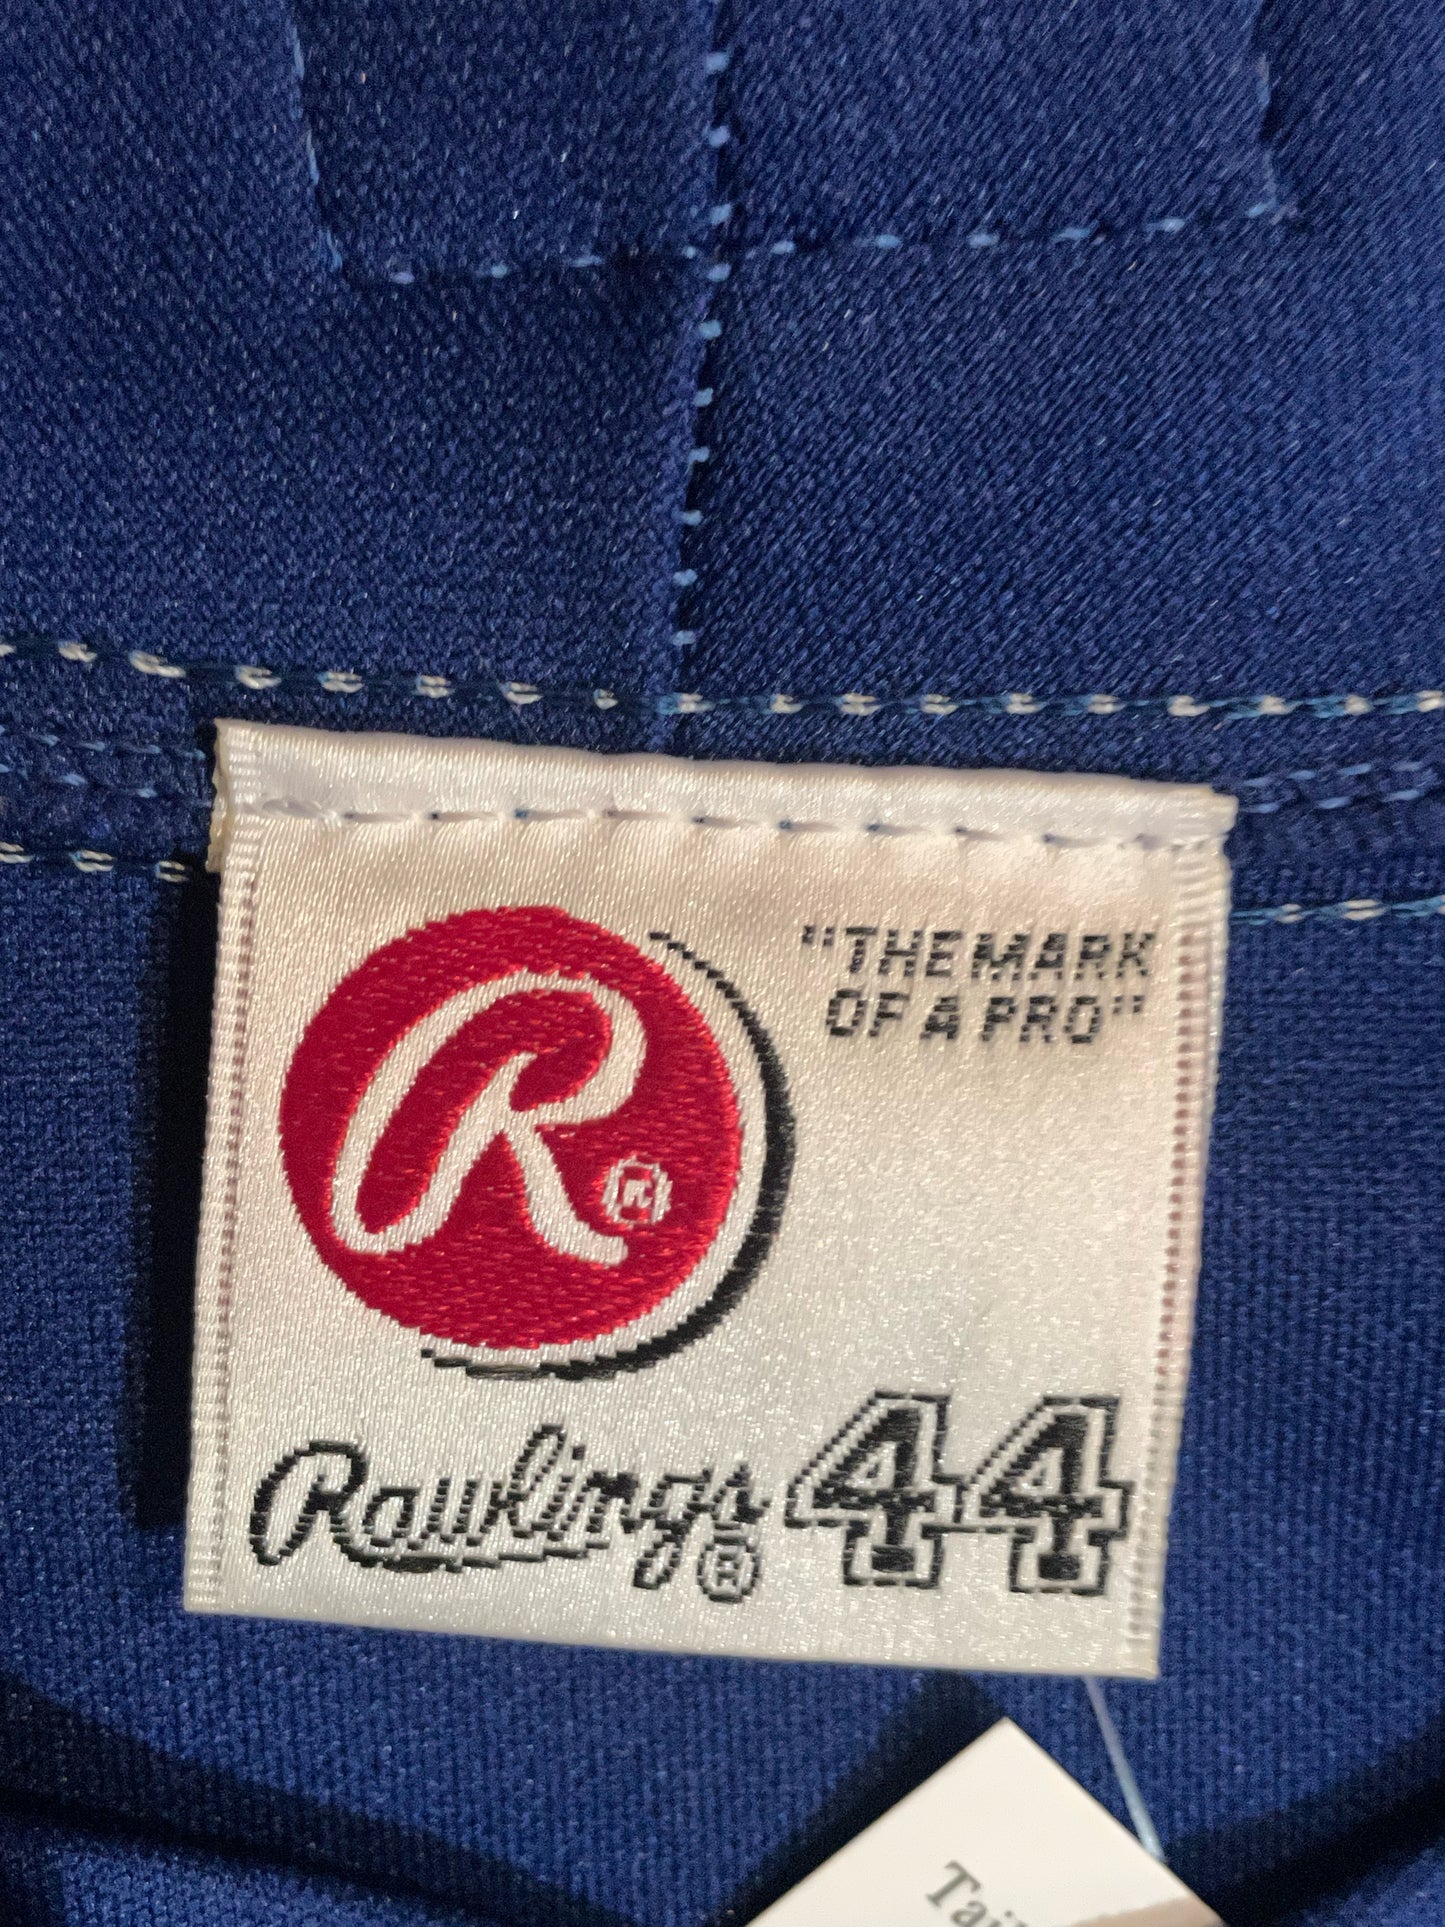 "THE MARK
OF A PRO"
R®
Rawlings® 44